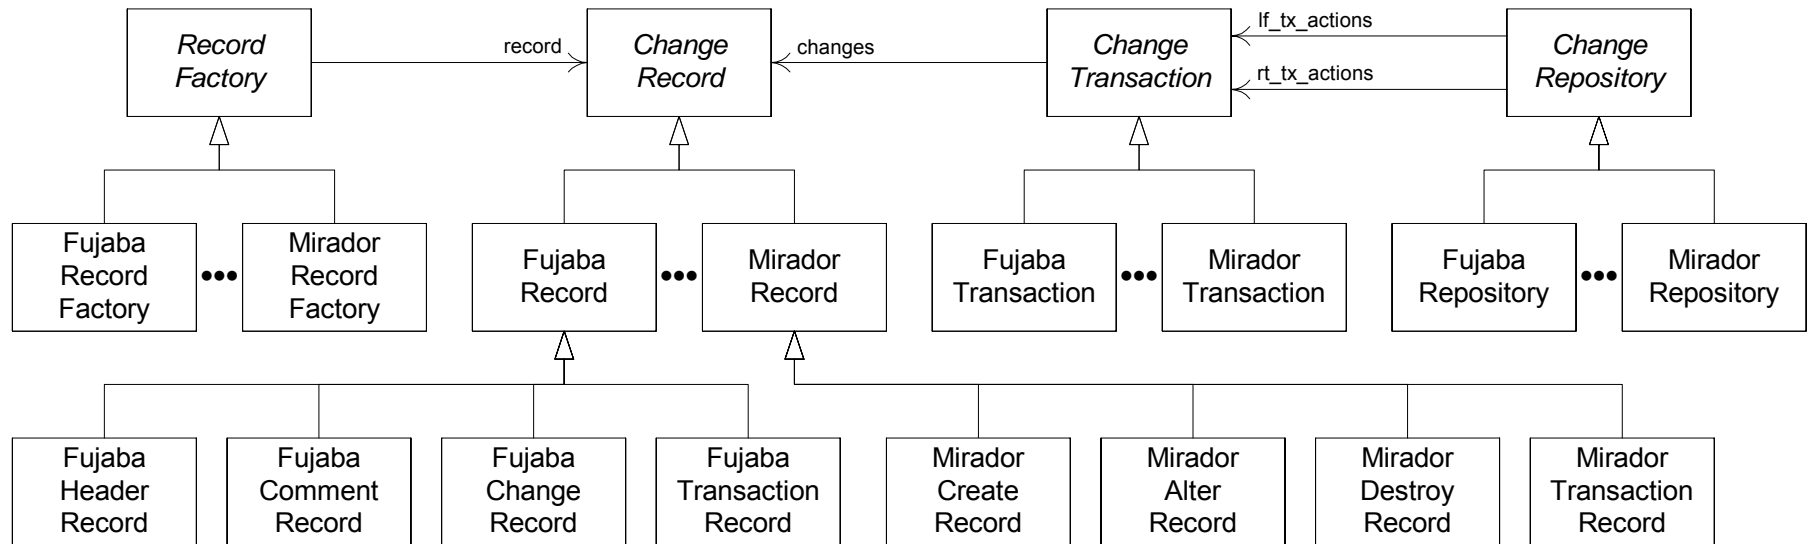 Record
Factory
record
Change
Record
changes
Change
Transaction
lf_tx_actions
rt_tx_actions
Change
Repository
Fujaba
Record
Factory
•••
Mirador
Record
Factory
Fujaba
Record
•••
Mirador
Record
Fujaba
Transaction
•••
Mirador
Transaction
Fujaba
Repository
•••
Mirador
Repository
Fujaba
Header
Record
Fujaba
Comment
Record
Fujaba
Change
Record
Fujaba
Transaction
Record
Mirador
Create
Record
Mirador
Alter
Record
Mirador
Destroy
Record
Mirador
Transaction
Record